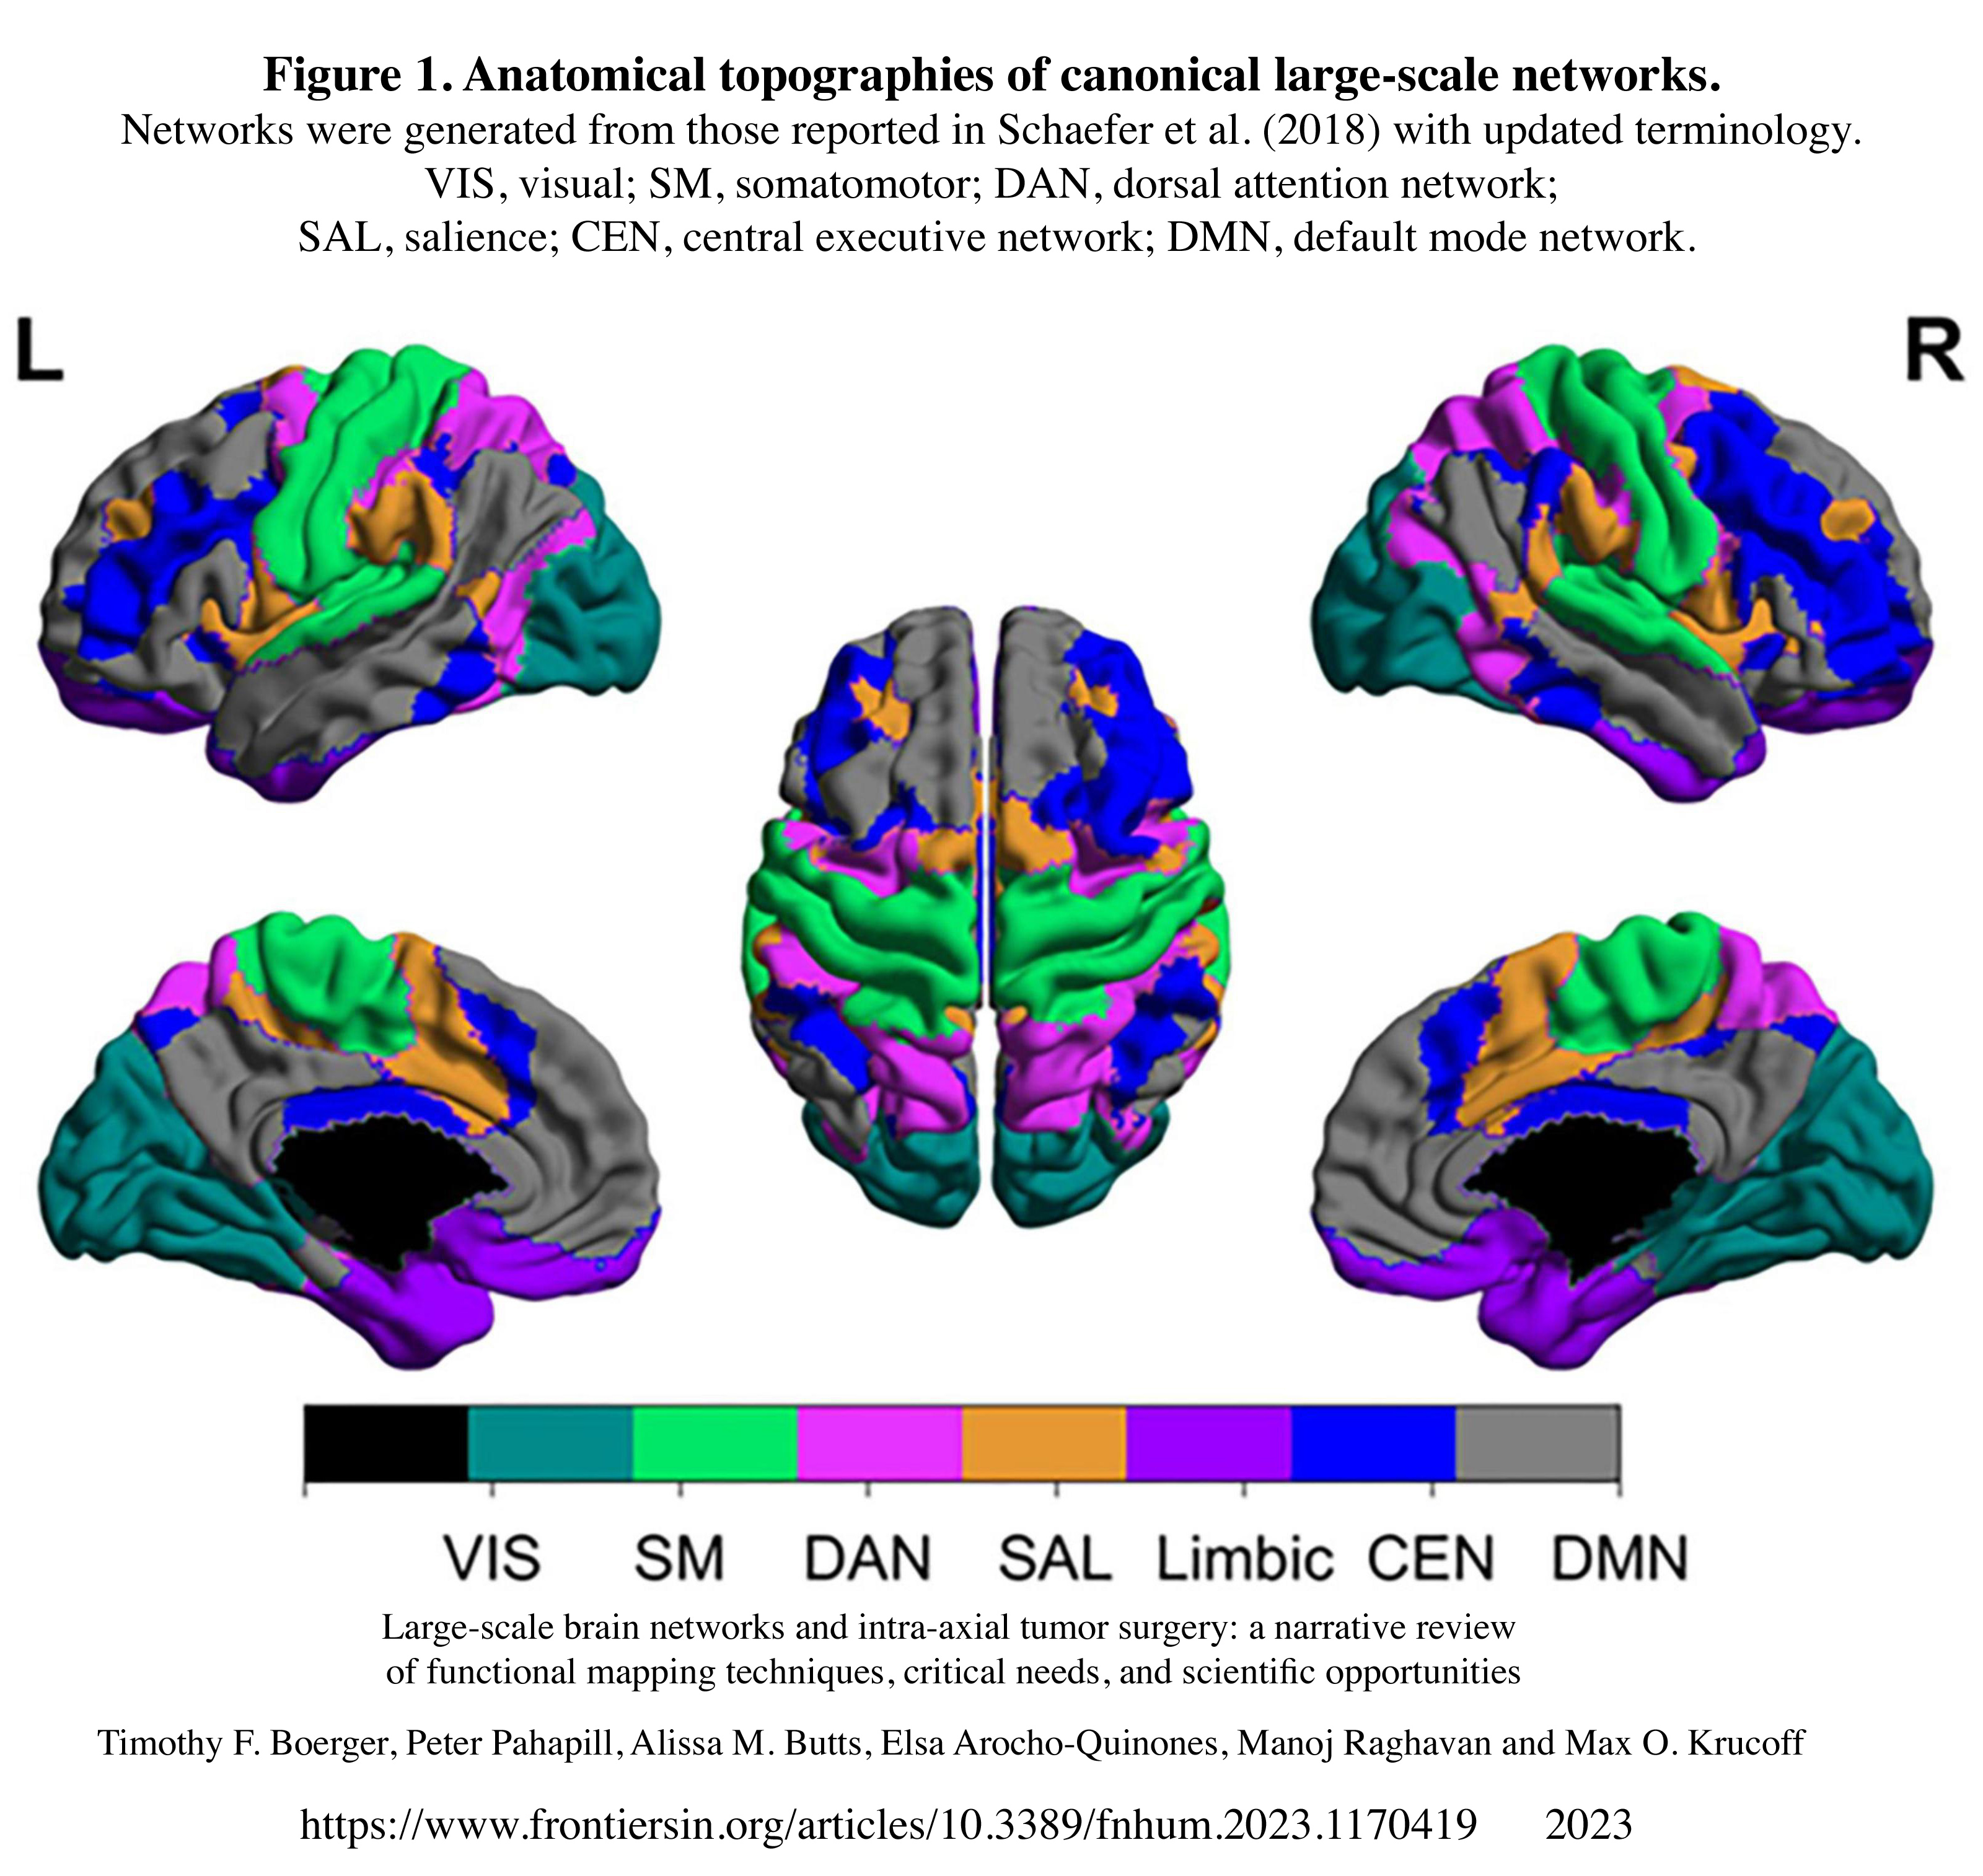 Figure 1. Anatomical topographies of canonical large-scale networks.
Networks were generated from those reported in Schaefer et al. (2018) with updated terminology.
VIS, visual; SM, somatomotor; DAN, dorsal attention network;
SAL, salience; CEN, central executive network; DMN, default mode network.
L
R
VIS SM DAN SAL Limbic CEN DMN
Large-scale brain networks and intra-axial tumor surgery: a narrative review
of functional mapping techniques, critical needs, and scientific opportunities
Timothy F. Boerger, Peter Pahapill, Alissa M. Butts, Elsa Arocho-Quinones, Manoj Raghavan and Max O. Krucoff
https://www.frontiersin.org/articles/10.3389/fnhum.2023.1170419 2023